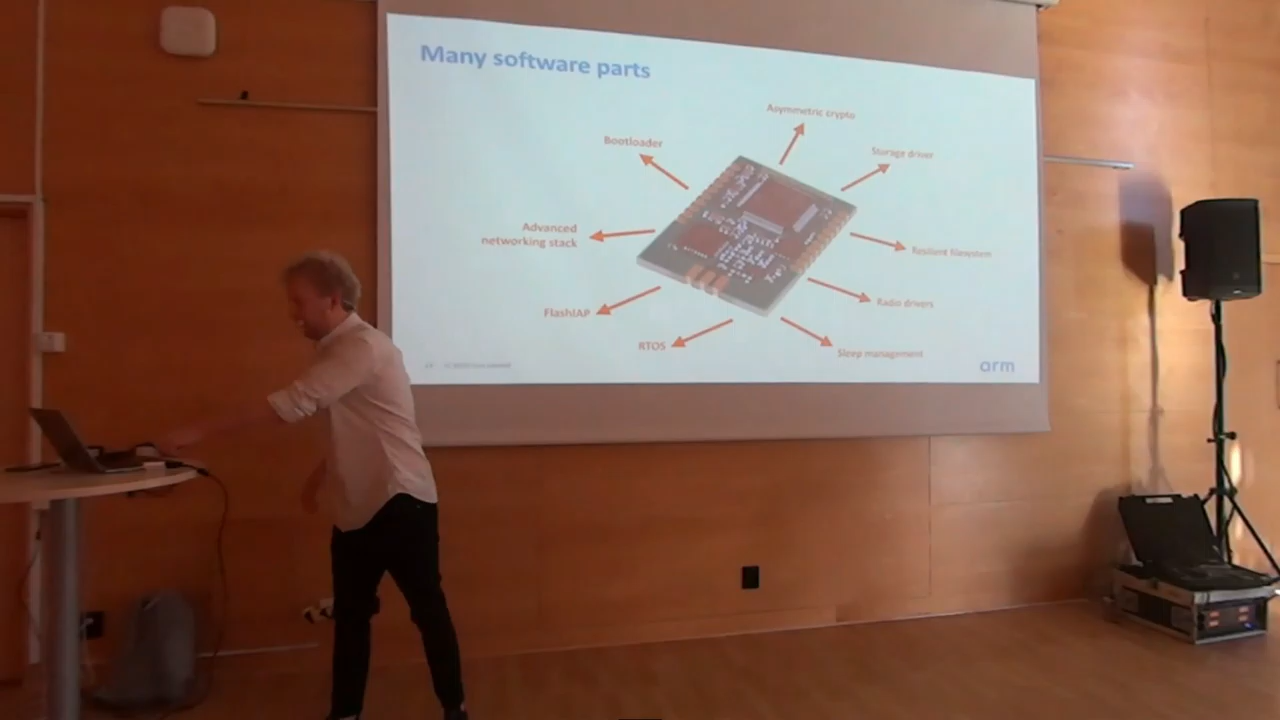 Many software parts
Asymmetric crypto
Bootloader
Storage driver
Advanced
networking stack
Resilient filesystem
FlashIAP
Radio drivers
RTOS
Sleep management
arm